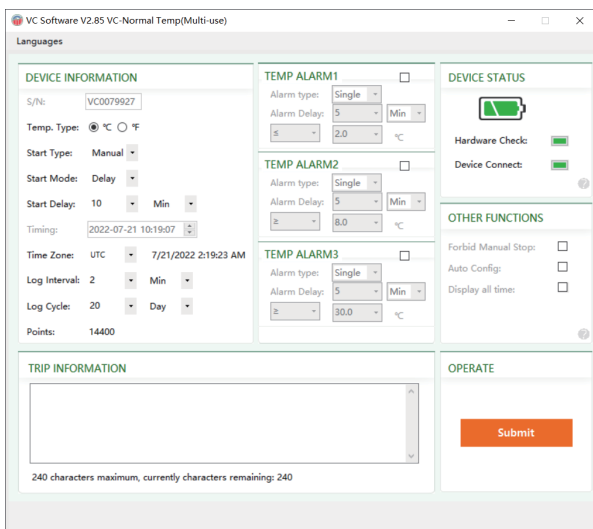 VC Software V2.85 VC-Normal Temp(Multi-use)
Languages
DEVICE INFORMATION
S/N: VC0079927
Temp. Type: ℃ ℉
Start Type: Manual
Start Mode: Delay
Start Delay: 10 Min
Timing: 2022-07-21 10:19:07
Time Zone: UTC 7/21/2022 2:19:23 AM
Log Interval: 2 Min
Log Cycle: 20 Day
Points: 14400
TEMP ALARM1
Alarm type: Single
Alarm Delay: 5 Min
≤ 2.0 ℃
TEMP ALARM2
Alarm type: Single
Alarm Delay: 5 Min
≥ 8.0 ℃
TEMP ALARM3
Alarm type: Single
Alarm Delay: 5 Min
≥ 30.0 ℃
DEVICE STATUS
Hardware Check:
Device Connect:
OTHER FUNCTIONS
Forbid Manual Stop:
Auto Config:
Display all time:
TRIP INFORMATION
240 characters maximum, currently characters remaining: 240
OPERATE
Submit